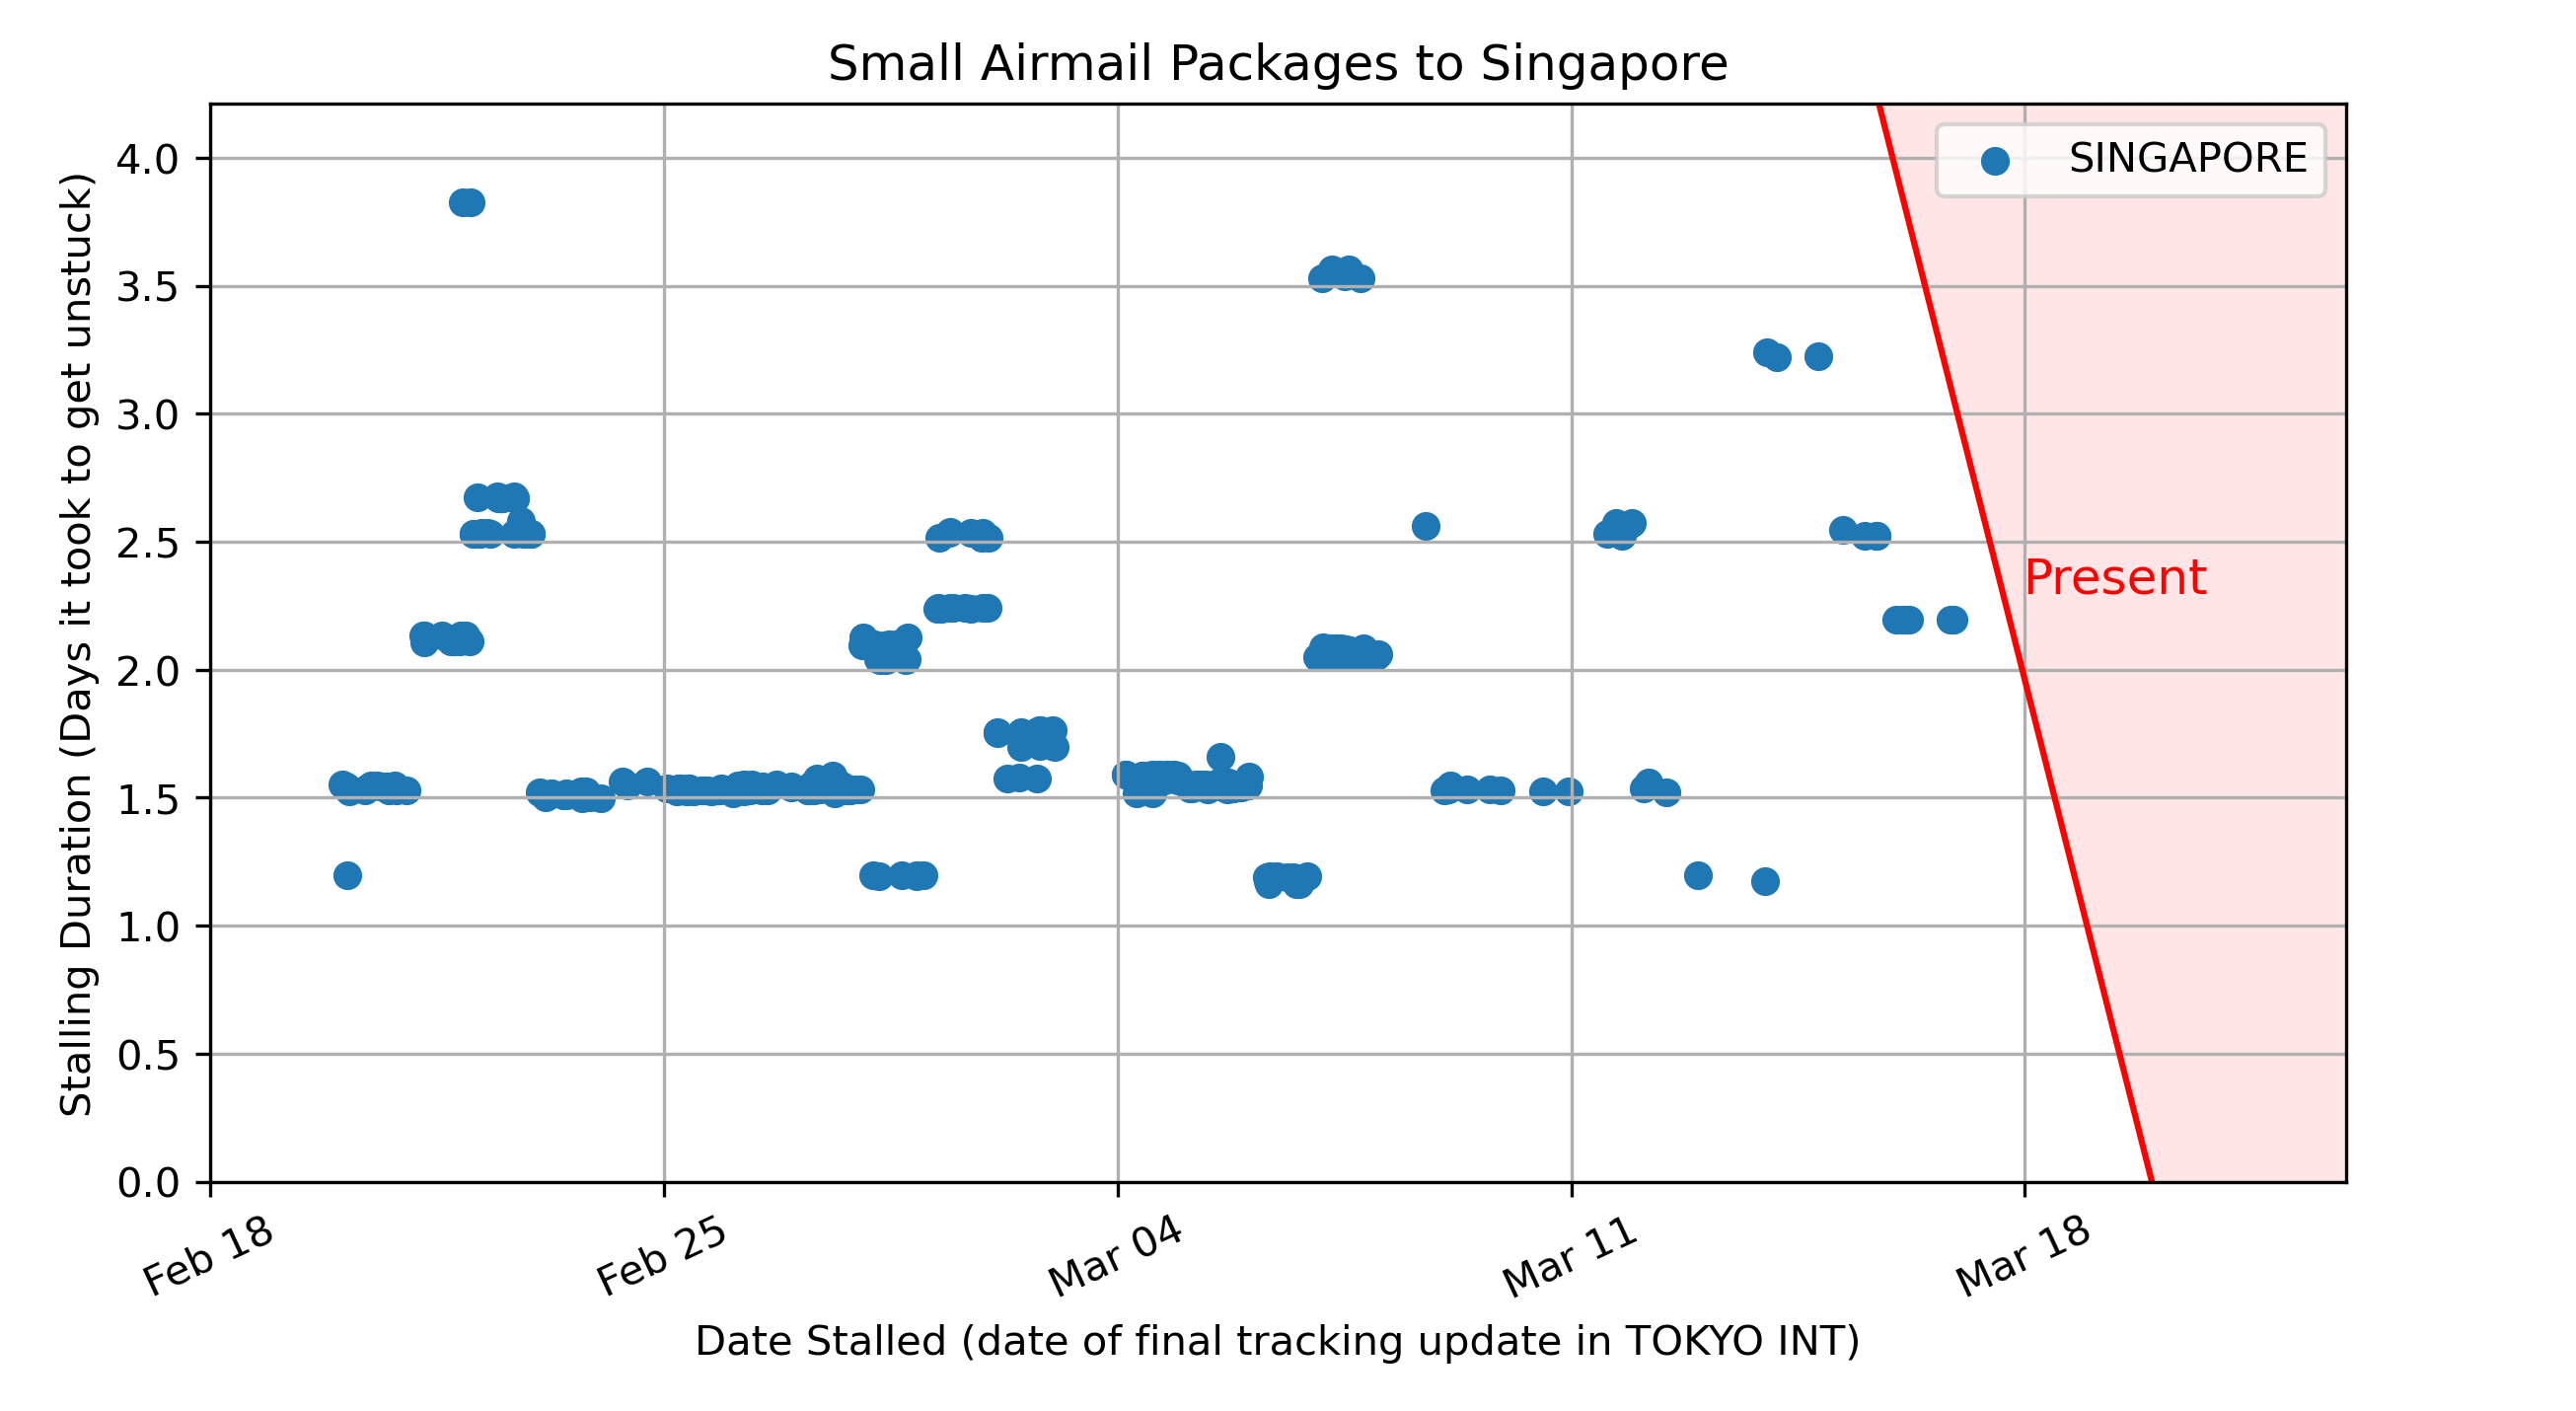 Small Airmail Packages to Singapore
SINGAPORE
4.0
3.5
3.0
2.5
2.0
1.5
1.0
0.5
0.0
Stalling Duration (Days it took to get unstuck)
Present
Feb 18
Feb 25
Mar 04
Mar 11
Mar 18
Date Stalled (date of final tracking update in TOKYO INT)